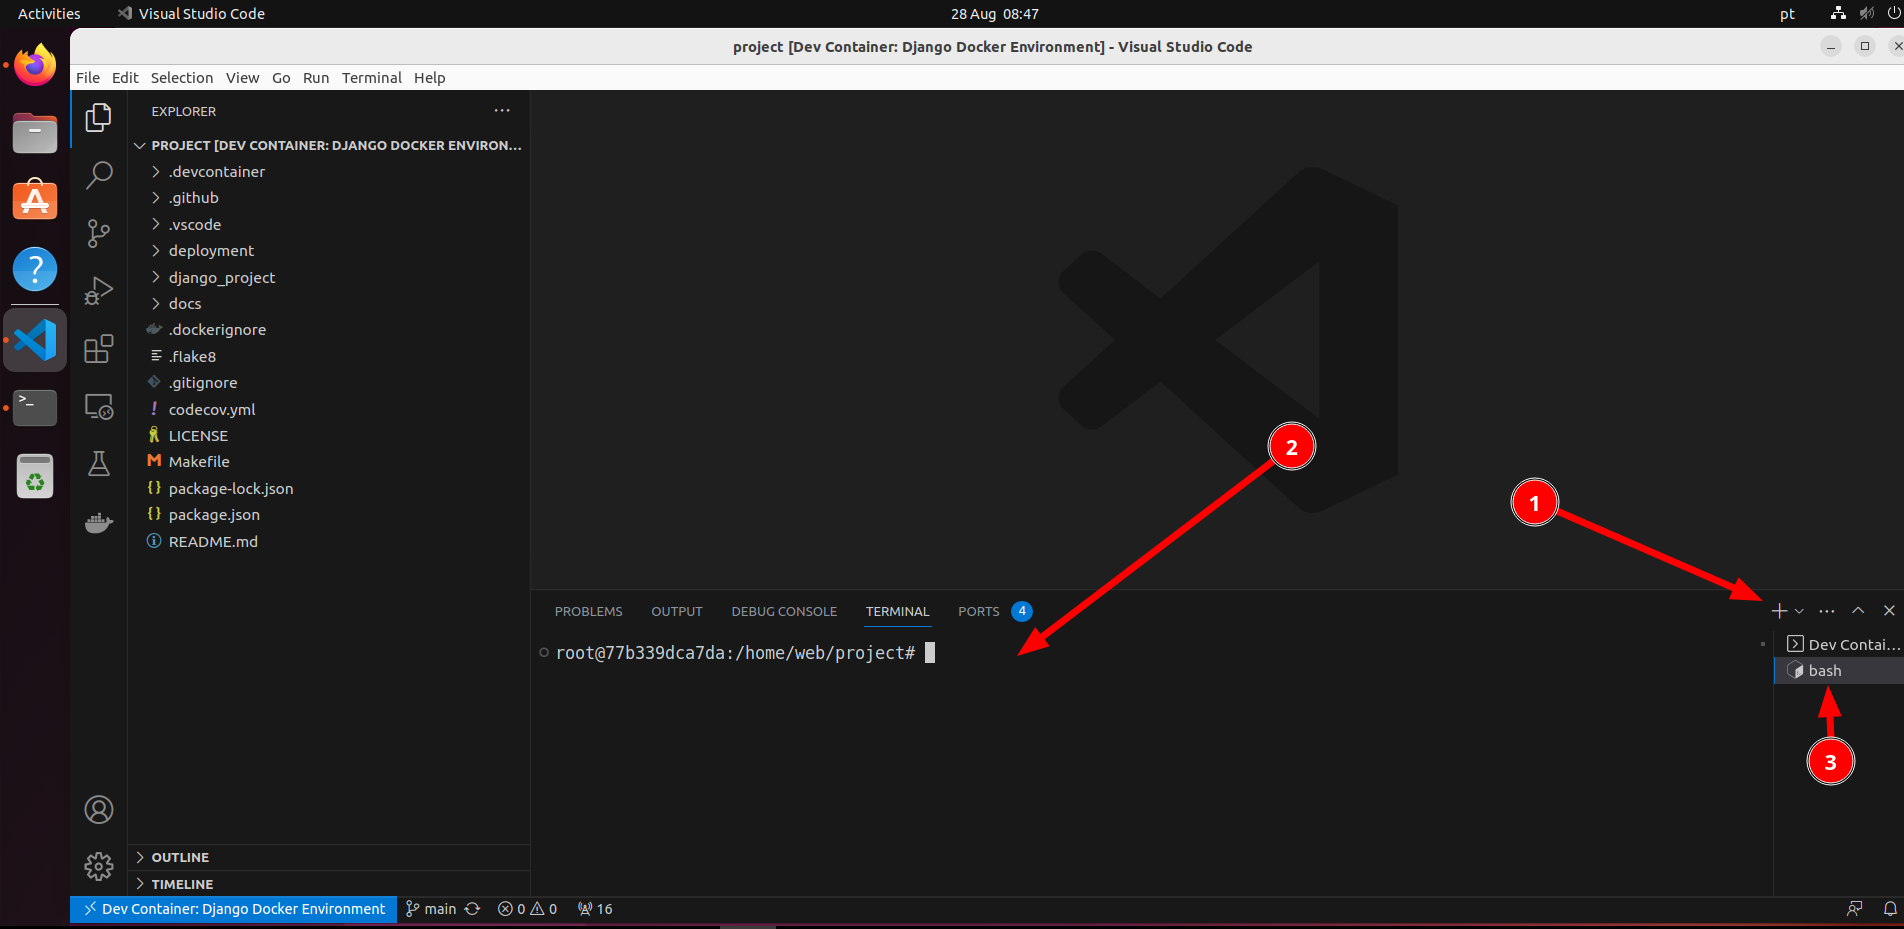 Activities
Visual Studio Code
28 Aug 08:47
pt
project [Dev Container: Django Docker Environment] - Visual Studio Code
File Edit Selection View Go Run Terminal Help
EXPLORER
PROJECT [DEV CONTAINER: DJANGO DOCKER ENVIRON...
.devcontainer
.github
.vscode
deployment
django_project
docs
.dockerignore
.flake8
.gitignore
codecov.yml
LICENSE
Makefile
package-lock.json
package.json
README.md
OUTLINE
TIMELINE
2
1
PROBLEMS OUTPUT DEBUG CONSOLE TERMINAL PORTS 4
root@77b339dca7da:/home/web/project#
Dev Contai...
bash
3
Dev Container: Django Docker Environment main 0 0 16